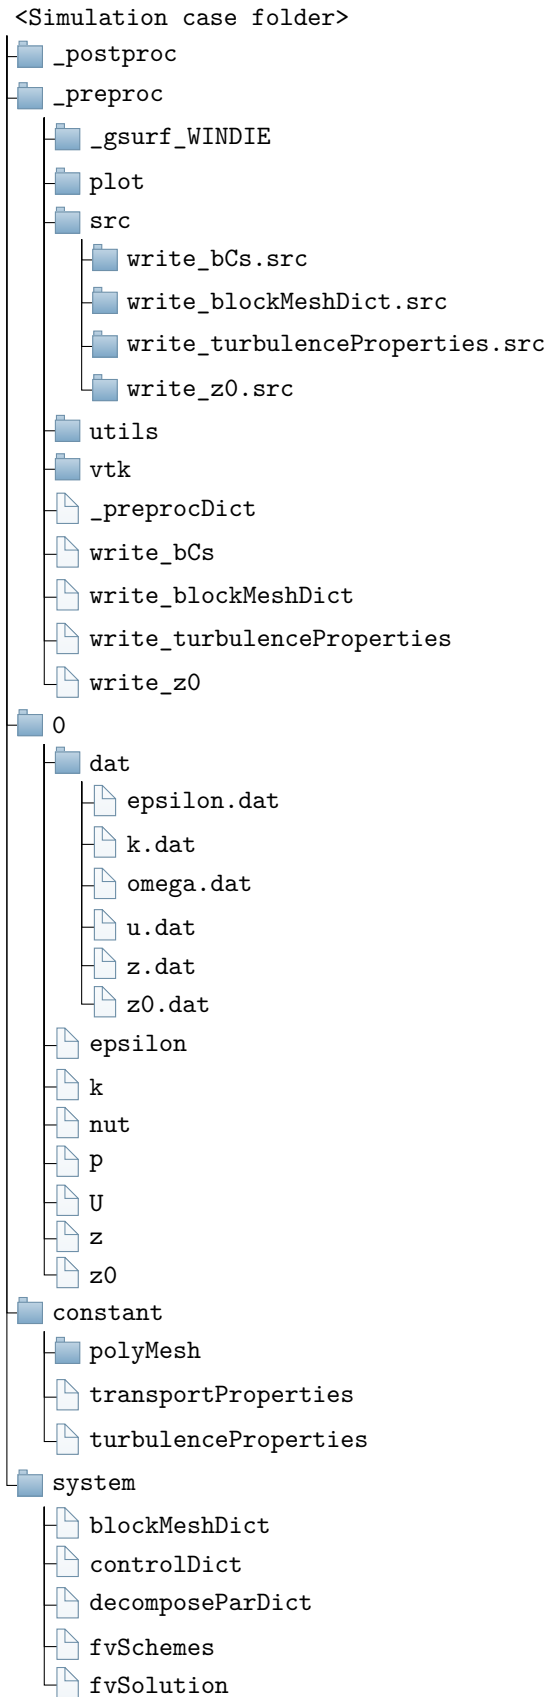 <Simulation case folder>
_postproc
_preproc
_gsurf_WINDIE
plot
src
write_bCs.src
write_blockMeshDict.src
write_turbulenceProperties.src
write_z0.src
utils
vtk
_preprocDict
write_bCs
write_blockMeshDict
write_turbulenceProperties
write_z0
0
dat
epsilon.dat
k.dat
omega.dat
u.dat
z.dat
z0.dat
epsilon
k
nut
p
U
z
z0
constant
polyMesh
transportProperties
turbulenceProperties
system
blockMeshDict
controlDict
decomposeParDict
fvSchemes
fvSolution